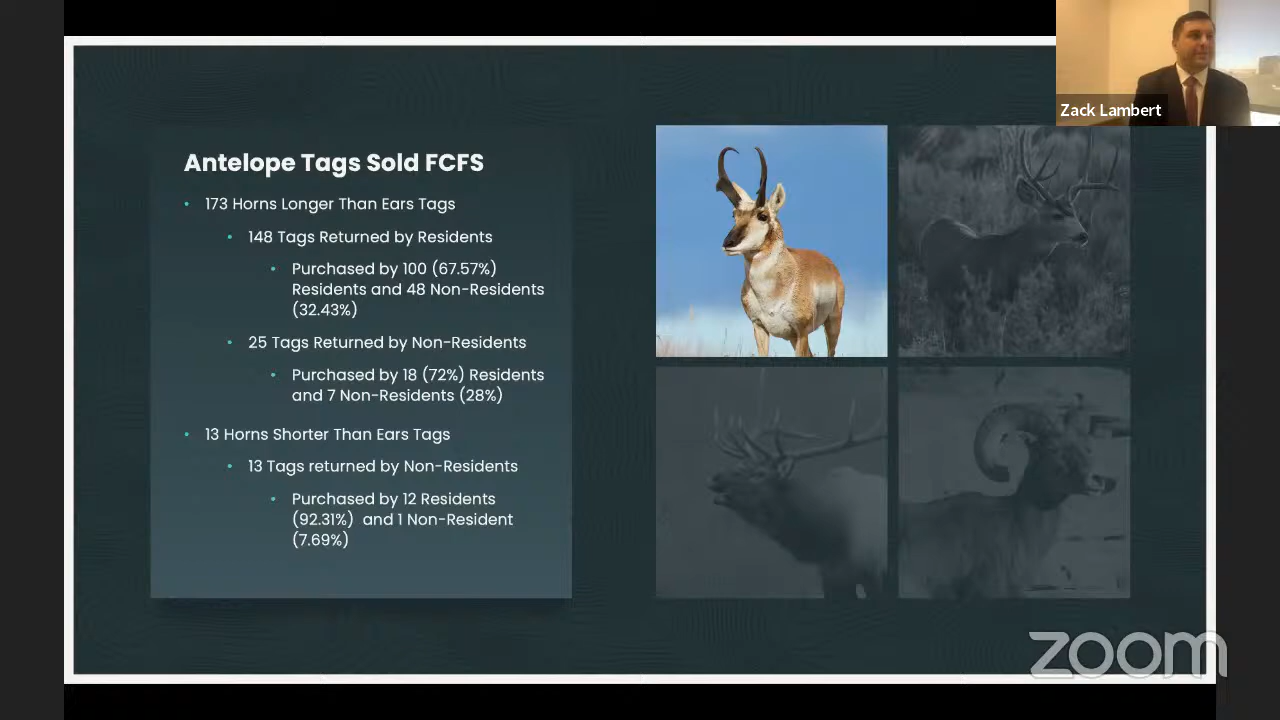 Zack Lambert
Antelope Tags Sold FCFS
• 173 Horns Longer Than Ears Tags
• 148 Tags Returned by Residents
• Purchased by 100 (67.57%)
Residents and 48 Non-Residents
(32.43%)
• 25 Tags Returned by Non-Residents
• Purchased by 18 (72%) Residents
and 7 Non-Residents (28%)
• 13 Horns Shorter Than Ears Tags
• 13 Tags returned by Non-Residents
• Purchased by 12 Residents
(92.31%) and 1 Non-Resident
(7.69%)
zoom